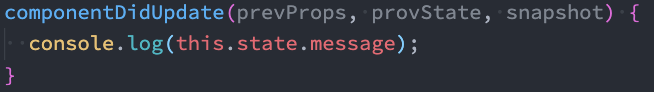 componentDidUpdate(prevProps, provState, snapshot) {
  console.log(this.state.message);
}